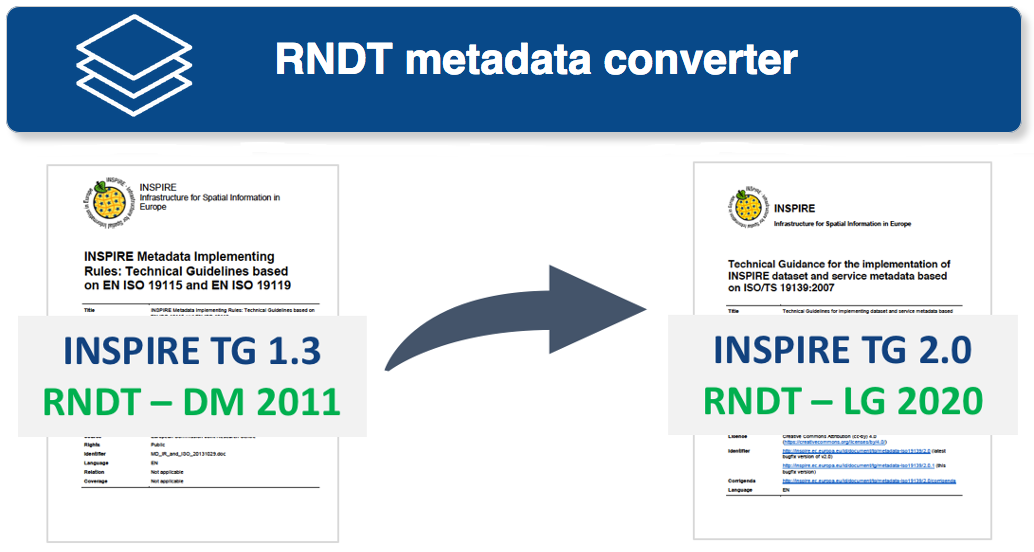 RNDT metadata converter
INSPIRE
Infrastructure for Spatial Information in
Europe
INSPIRE Metadata Implementing
Rules: Technical Guidelines based
on EN ISO 19115 and EN ISO 19119
Title
INSPIRE Metadata Implementing Rules: Technical Guidelines based on
INSPIRE TG 1.3
RNDT – DM 2011
Rights
Public
Identifier
MD_IR_and_ISO_20131029.doc
Language
EN
Relation
Not applicable
Coverage
Not applicable
INSPIRE
Infrastructure for Spatial Information in Europe
Technical Guidance for the implementation of
INSPIRE dataset and service metadata based
on ISO/TS 19139:2007
Title
Technical Guidelines for implementing dataset and service metadata based
INSPIRE TG 2.0
RNDT – LG 2020
License
Creative Commons Attribution (cc-by) 4.0
(https://creativecommons.org/licenses/by/4.0/)
Identifier
http://inspire.ec.europa.eu/id/document/tg/metadata-iso19139/2.0 (latest
bugfix version of v2.0)
http://inspire.ec.europa.eu/id/document/tg/metadata-iso19139/2.0.1 (this
bugfix version)
Corrigenda
http://inspire.ec.europa.eu/id/document/tg/metadata-iso19139/2.0/corrigenda
Language
EN